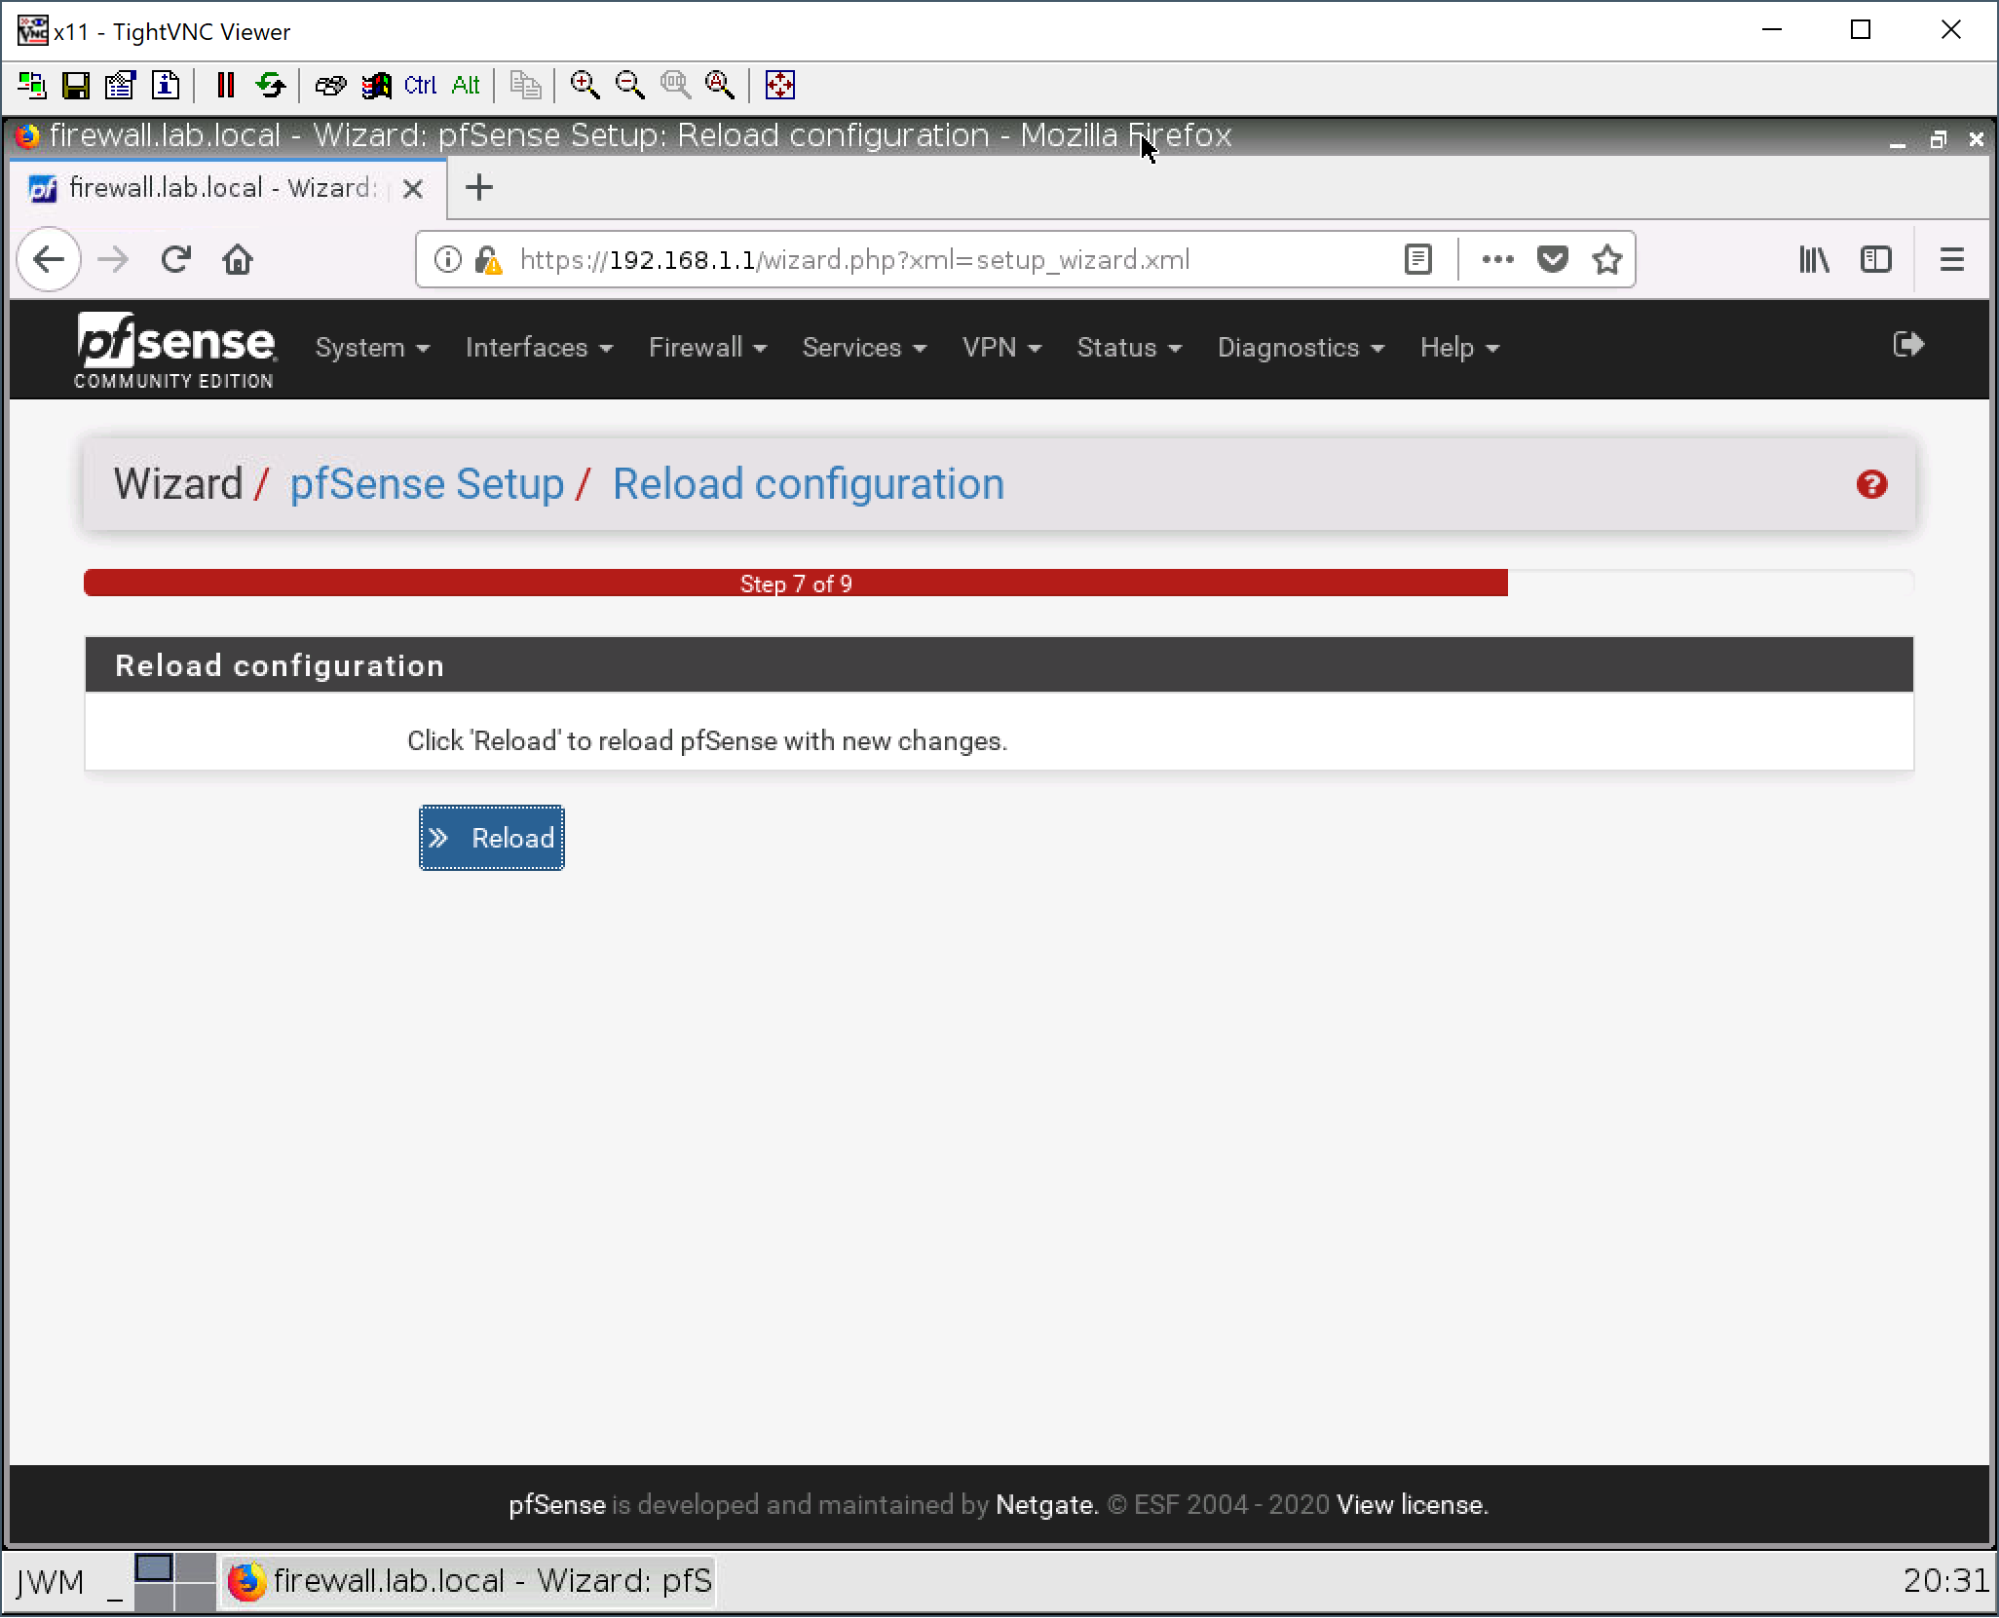 x11 - TightVNC Viewer
Ctrl Alt
firewall.lab.local - Wizard: pfSense Setup: Reload configuration - Mozilla Firefox
firewall.lab.local - Wizard:
https://192.168.1.1/wizard.php?xml=setup_wizard.xml
pfsense
COMMUNITY EDITION
System Interfaces Firewall Services VPN Status Diagnostics Help
Wizard / pfSense Setup / Reload configuration
Step 7 of 9
Reload configuration
Click 'Reload' to reload pfSense with new changes.
Reload
pfSense is developed and maintained by Netgate. © ESF 2004 - 2020 View license.
JWM _ firewall.lab.local - Wizard: pfS 20:31